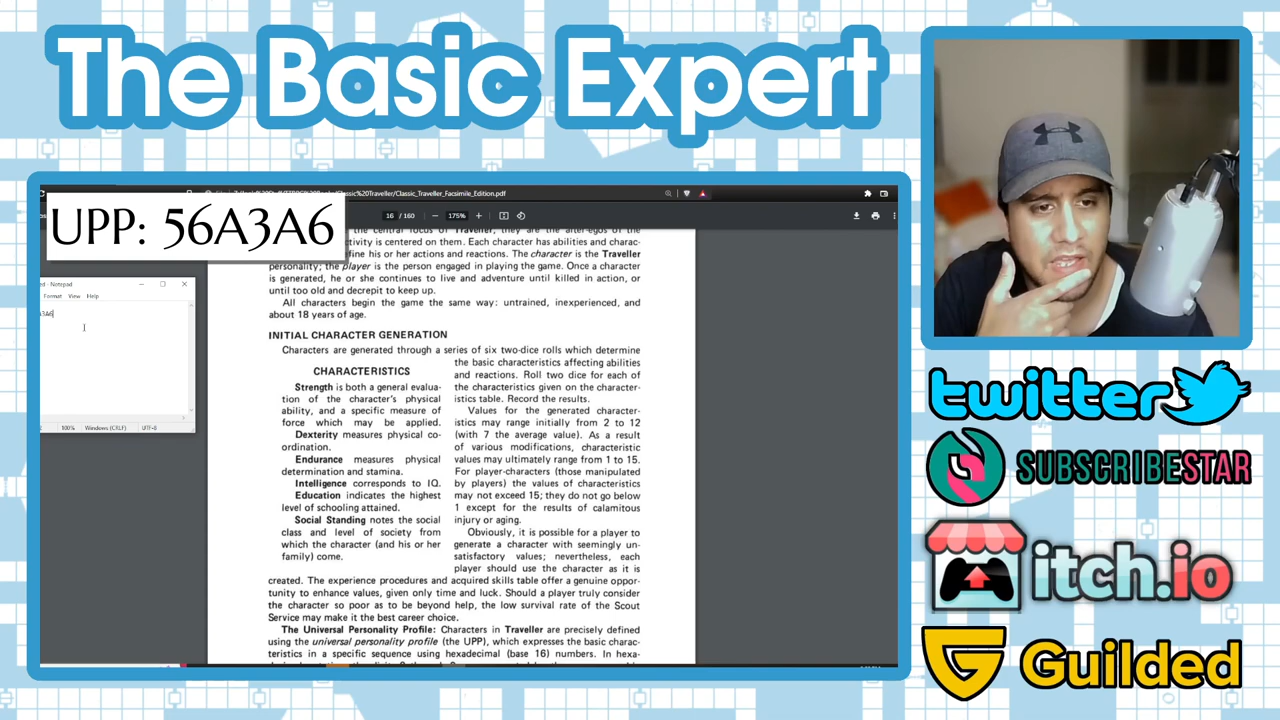 The Basic Expert
UPP: 56A3A6
Classic%20Traveller/Classic_Traveller_Facsimile_Edition.pdf
16 / 160
175%
the central focus of Traveller, they are the alter-egos of the
activity is centered on them. Each character has abilities and charac-
fine his or her actions and reactions. The character is the Traveller
personality; the player is the person engaged in playing the game. Once a character
is generated, he or she continues to live and adventure until killed in action, or
until too old and decrepit to keep up.
All characters begin the game the same way: untrained, inexperienced, and
about 18 years of age.
INITIAL CHARACTER GENERATION
Characters are generated through a series of six two-dice rolls which determine
CHARACTERISTICS
Strength is both a general evalua-
tion of the character's physical
ability, and a specific measure of
force which may be applied.
Dexterity measures physical co-
ordination.
Endurance measures physical
determination and stamina.
Intelligence corresponds to IQ.
Education indicates the highest
level of schooling attained.
Social Standing notes the social
class and level of society from
which the character (and his or her
family) come.
the basic characteristics affecting abilities
and reactions. Roll two dice for each of
the characteristics given on the character-
istics table. Record the results.
Values for the generated character-
istics may range initially from 2 to 12
(with 7 the average value). As a result
of various modifications, characteristic
values may ultimately range from 1 to 15.
For player-characters (those manipulated
by players) the values of characteristics
may not exceed 15; they do not go below
1 except for the results of calamitous
injury or aging.
Obviously, it is possible for a player to
generate a character with seemingly un-
satisfactory values; nevertheless, each
player should use the character as it is
created. The experience procedures and acquired skills table offer a genuine oppor-
tunity to enhance values, given only time and luck. Should a player truly consider
the character so poor as to be beyond help, the low survival rate of the Scout
Service may make it the best career choice.
The Universal Personality Profile: Characters in Traveller are precisely defined
using the universal personality profile (the UPP), which expresses the basic charac-
teristics in a specific sequence using hexadecimal (base 16) numbers. In hexa-
ed - Notepad
Format View Help
A3A6
100% Windows (CRLF) UTF-8
twitter
SUBSCRIBESTAR
itch.io
Guilded